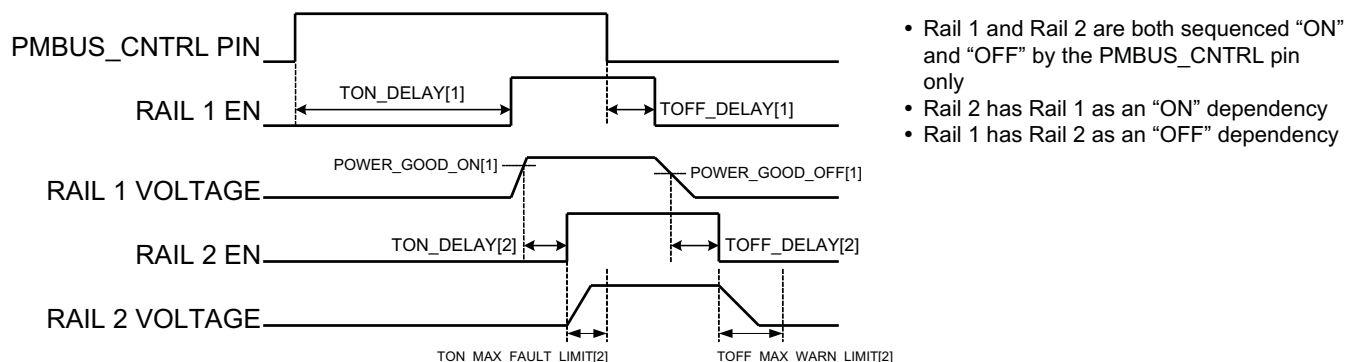 PMBUS_CNTRL PIN
RAIL 1 EN
TON_DELAY[1]
TOFF_DELAY[1]
RAIL 1 VOLTAGE
POWER_GOOD_ON[1]
POWER_GOOD_OFF[1]
RAIL 2 EN
TON_DELAY[2]
TOFF_DELAY[2]
RAIL 2 VOLTAGE
TON_MAX_FAULT_LIMIT[2]
TOFF_MAX_WARN_LIMIT[2]
• Rail 1 and Rail 2 are both sequenced “ON”
and “OFF” by the PMBUS_CNTRL pin
only
• Rail 2 has Rail 1 as an “ON” dependency
• Rail 1 has Rail 2 as an “OFF” dependency